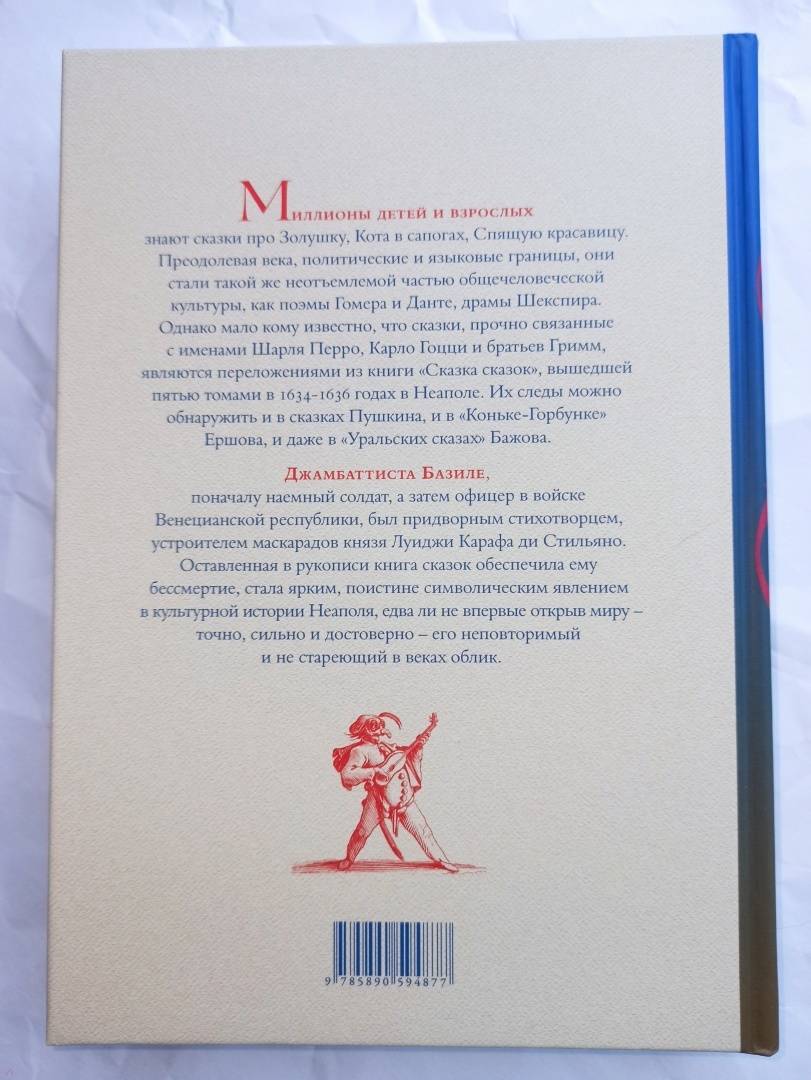 Миллионы детей и взрослых
знают сказки про Золушку, Кота в сапогах, Спящую красавицу.
Преодолевая века, политические и языковые границы, они
стали такой же неотъемлемой частью общечеловеческой
культуры, как поэмы Гомера и Данте, драмы Шекспира.
Однако мало кому известно, что сказки, прочно связанные
с именами Шарля Перро, Карло Гоцци и братьев Гримм,
являются переложениями из книги «Сказка сказок», вышедшей
пятью томами в 1634-1636 годах в Неаполе. Их следы можно
обнаружить и в сказках Пушкина, и в «Коньке-Горбунке»
Ершова, и даже в «Уральских сказах» Бажова.
Джамбаттиста Базиле,
поначалу наемный солдат, а затем офицер в войске
Венецианской республики, был придворным стихотворцем,
устроителем маскарадов князя Луиджи Карафа ди Стильяно.
Оставленная в рукописи книга сказок обеспечила ему
бессмертие, стала ярким, поистине символическим явлением
в культурной истории Неаполя, едва ли не впервые открыв миру –
точно, сильно и достоверно – его неповторимый
и не стареющий в веках облик.
9 785890 594877